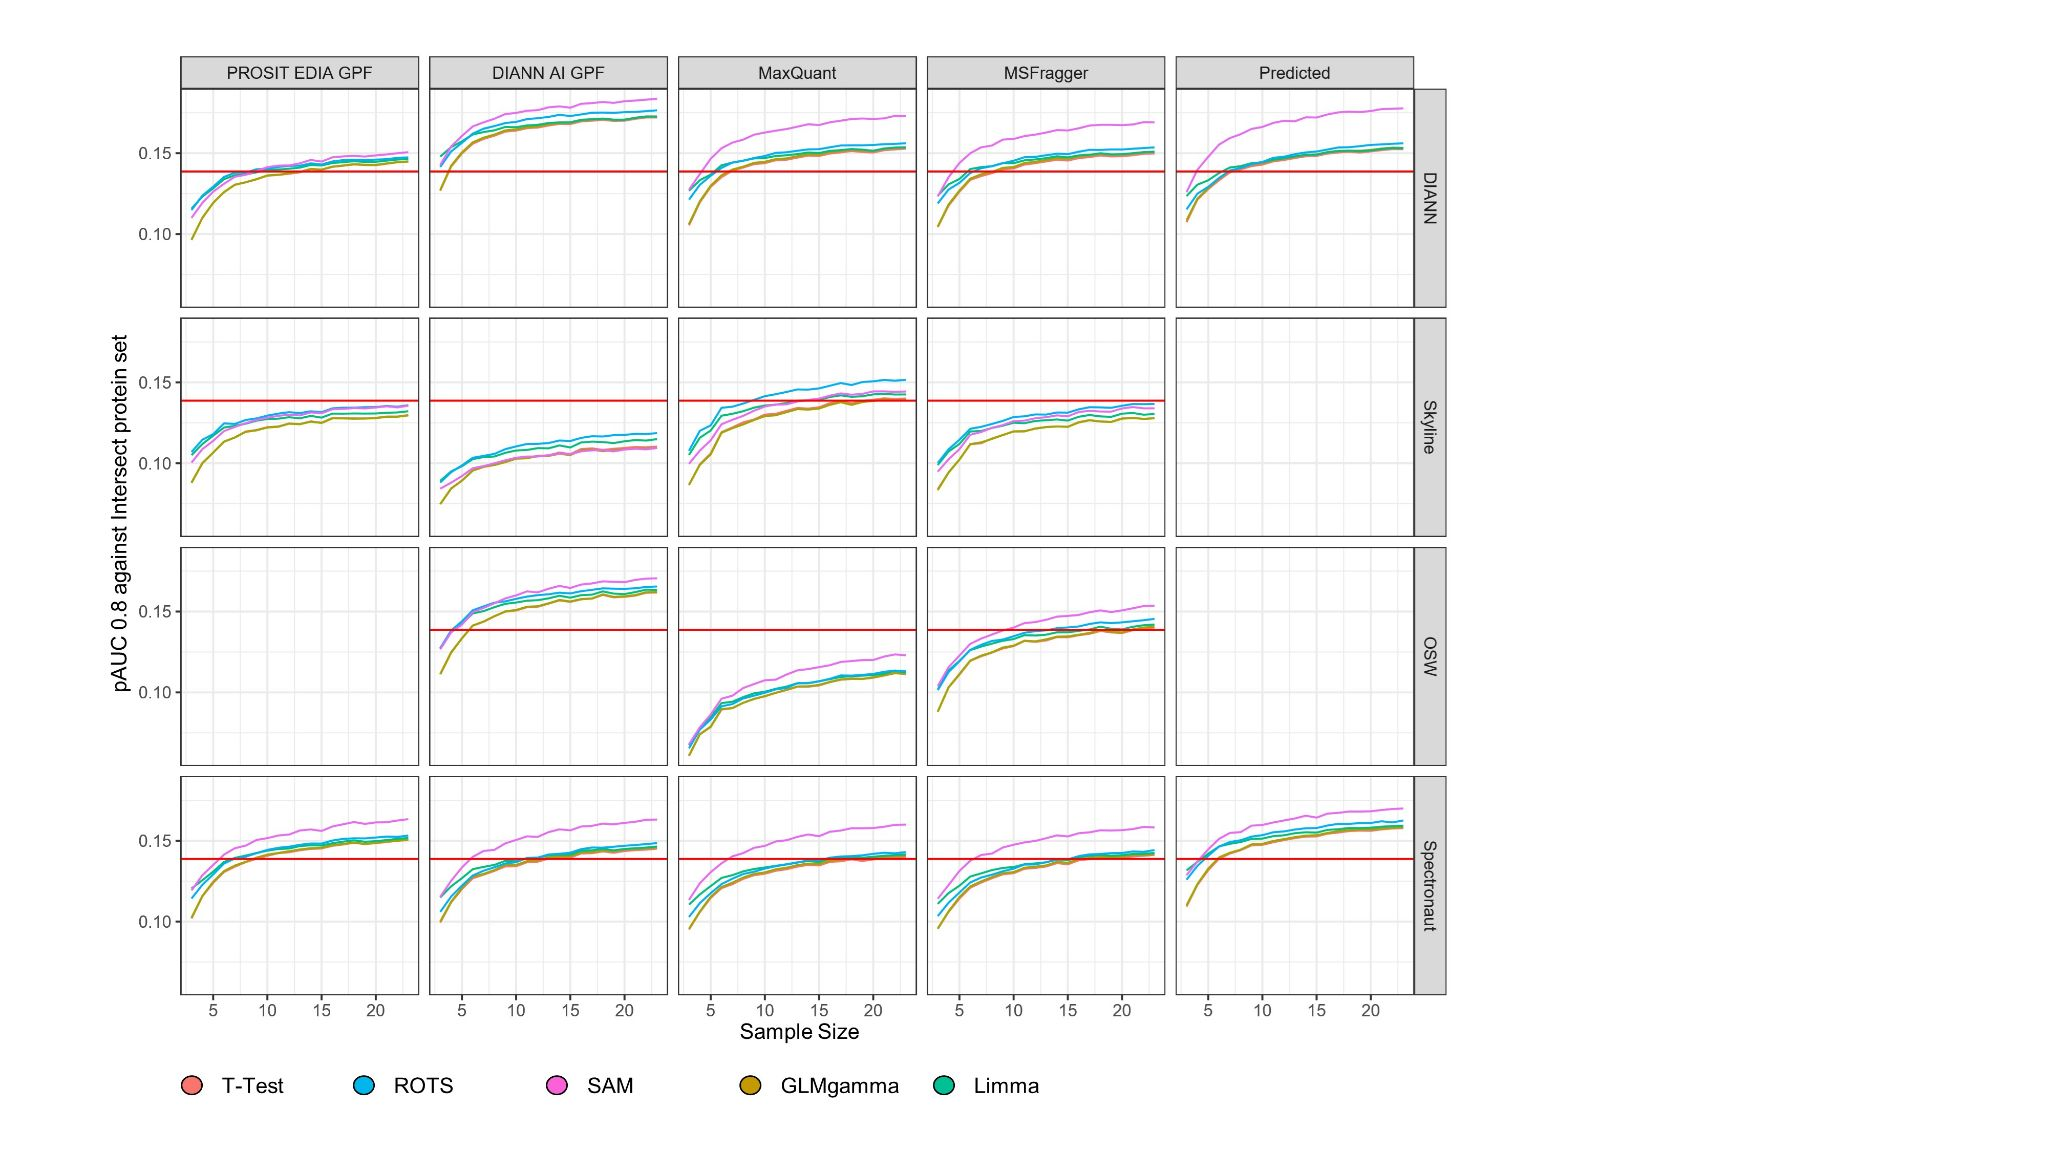 PROSIT EDIA GPF
DIANN AI GPF
MaxQuant
MSFragger
Predicted
pAUC 0.8 against Intersect protein set
0.15
0.10
DIANN
0.15
0.10
Skyline
0.15
0.10
OSW
0.15
0.10
Spectronaut
5 10 15 20 5 10 15 20 5 10 15 20 5 10 15 20 5 10 15 20
Sample Size
T-Test ROTS SAM GLMgamma Limma